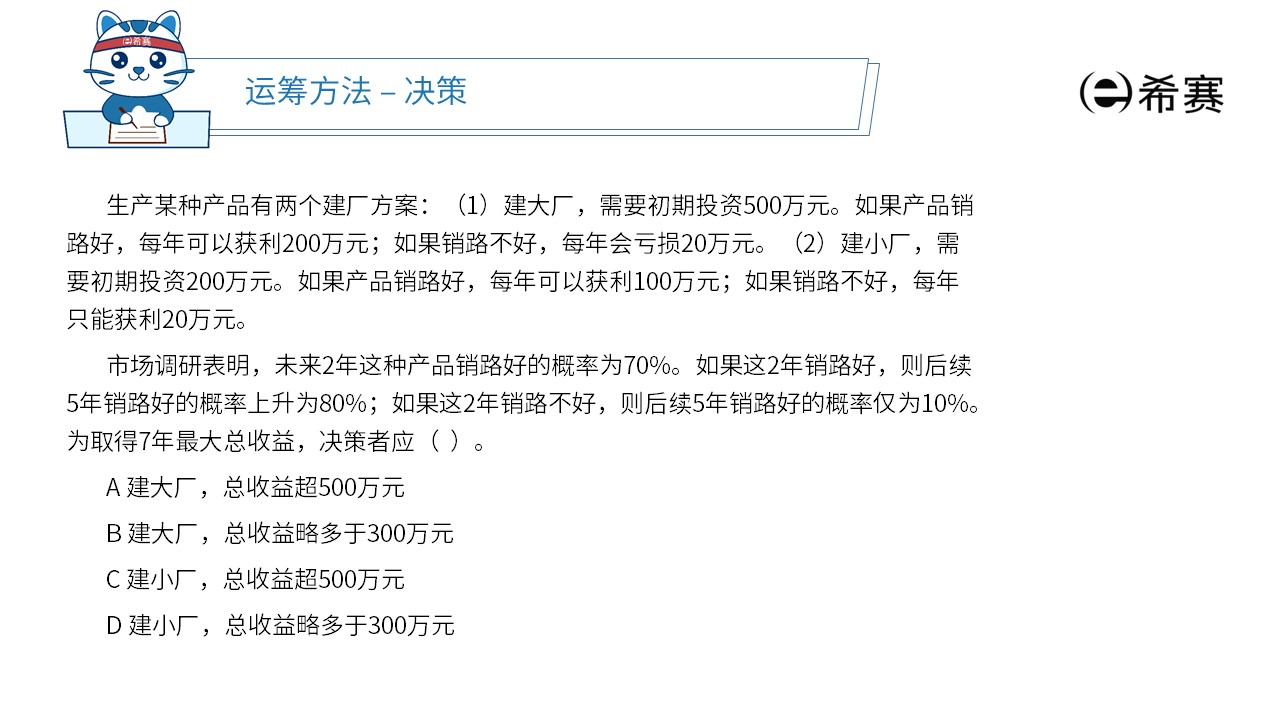 希赛
运筹方法 – 决策
希赛
生产某种产品有两个建厂方案：（1）建大厂，需要初期投资500万元。如果产品销
路好，每年可以获利200万元；如果销路不好，每年会亏损20万元。（2）建小厂，需
要初期投资200万元。如果产品销路好，每年可以获利100万元；如果销路不好，每年
只能获利20万元。
市场调研表明，未来2年这种产品销路好的概率为70%。如果这2年销路好，则后续
5年销路好的概率上升为80%；如果这2年销路不好，则后续5年销路好的概率仅为10%。
为取得7年最大总收益，决策者应（ ）。
A 建大厂，总收益超500万元
B 建大厂，总收益略多于300万元
C 建小厂，总收益超500万元
D 建小厂，总收益略多于300万元